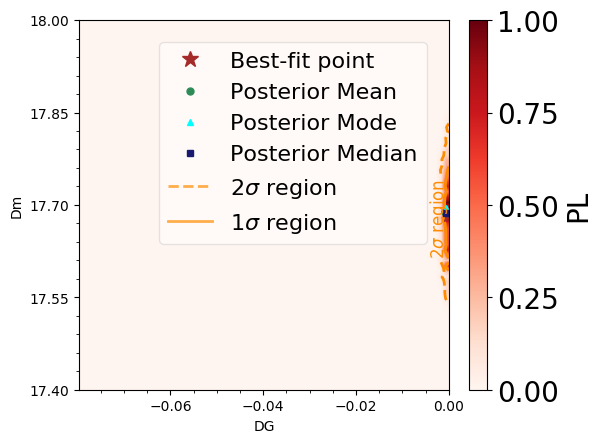 18.00
17.85
17.70
17.55
17.40
Dm
Best-fit point
Posterior Mean
Posterior Mode
Posterior Median
2σ region
1σ region
2σ region
−0.06
−0.04
−0.02
0.00
DG
1.00
0.75
0.50
0.25
0.00
PL